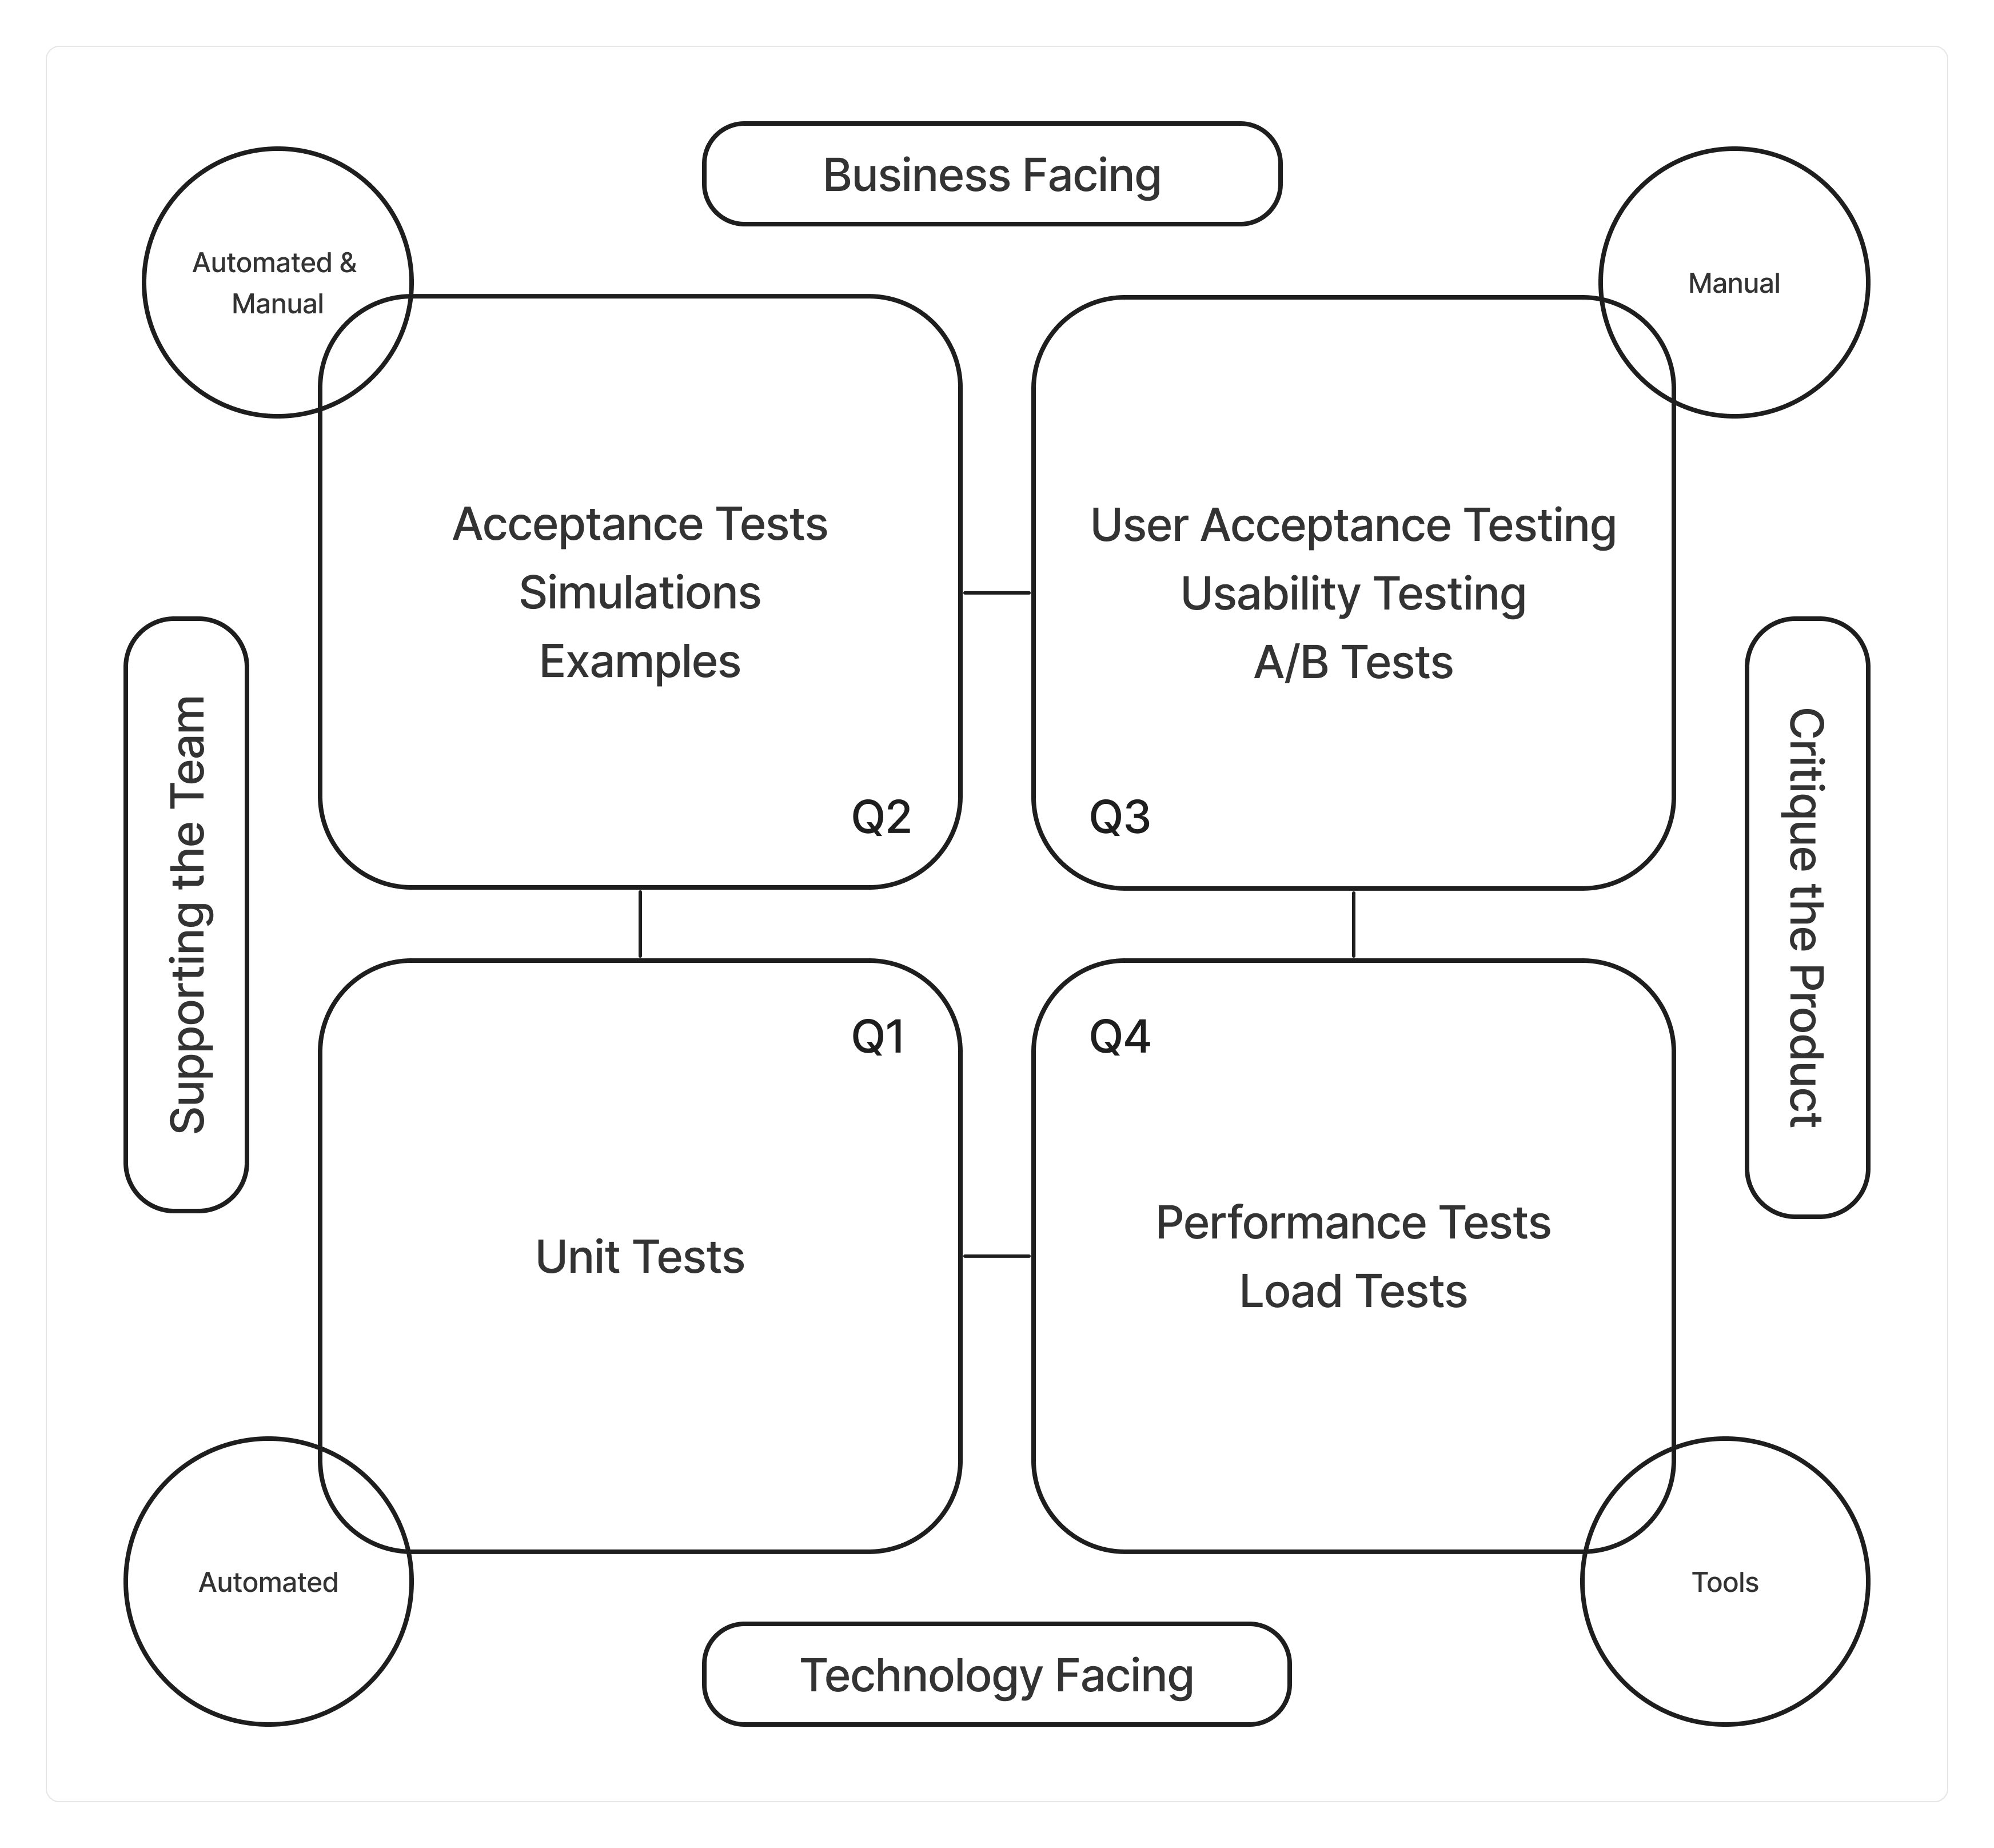 Business Facing
Automated &
Manual
Manual
Acceptance Tests
Simulations
Examples
Q2
User Acceptance Testing
Usability Testing
A/B Tests
Q3
Supporting the Team
Critique the Product
Q1
Unit Tests
Q4
Performance Tests
Load Tests
Automated
Tools
Technology Facing